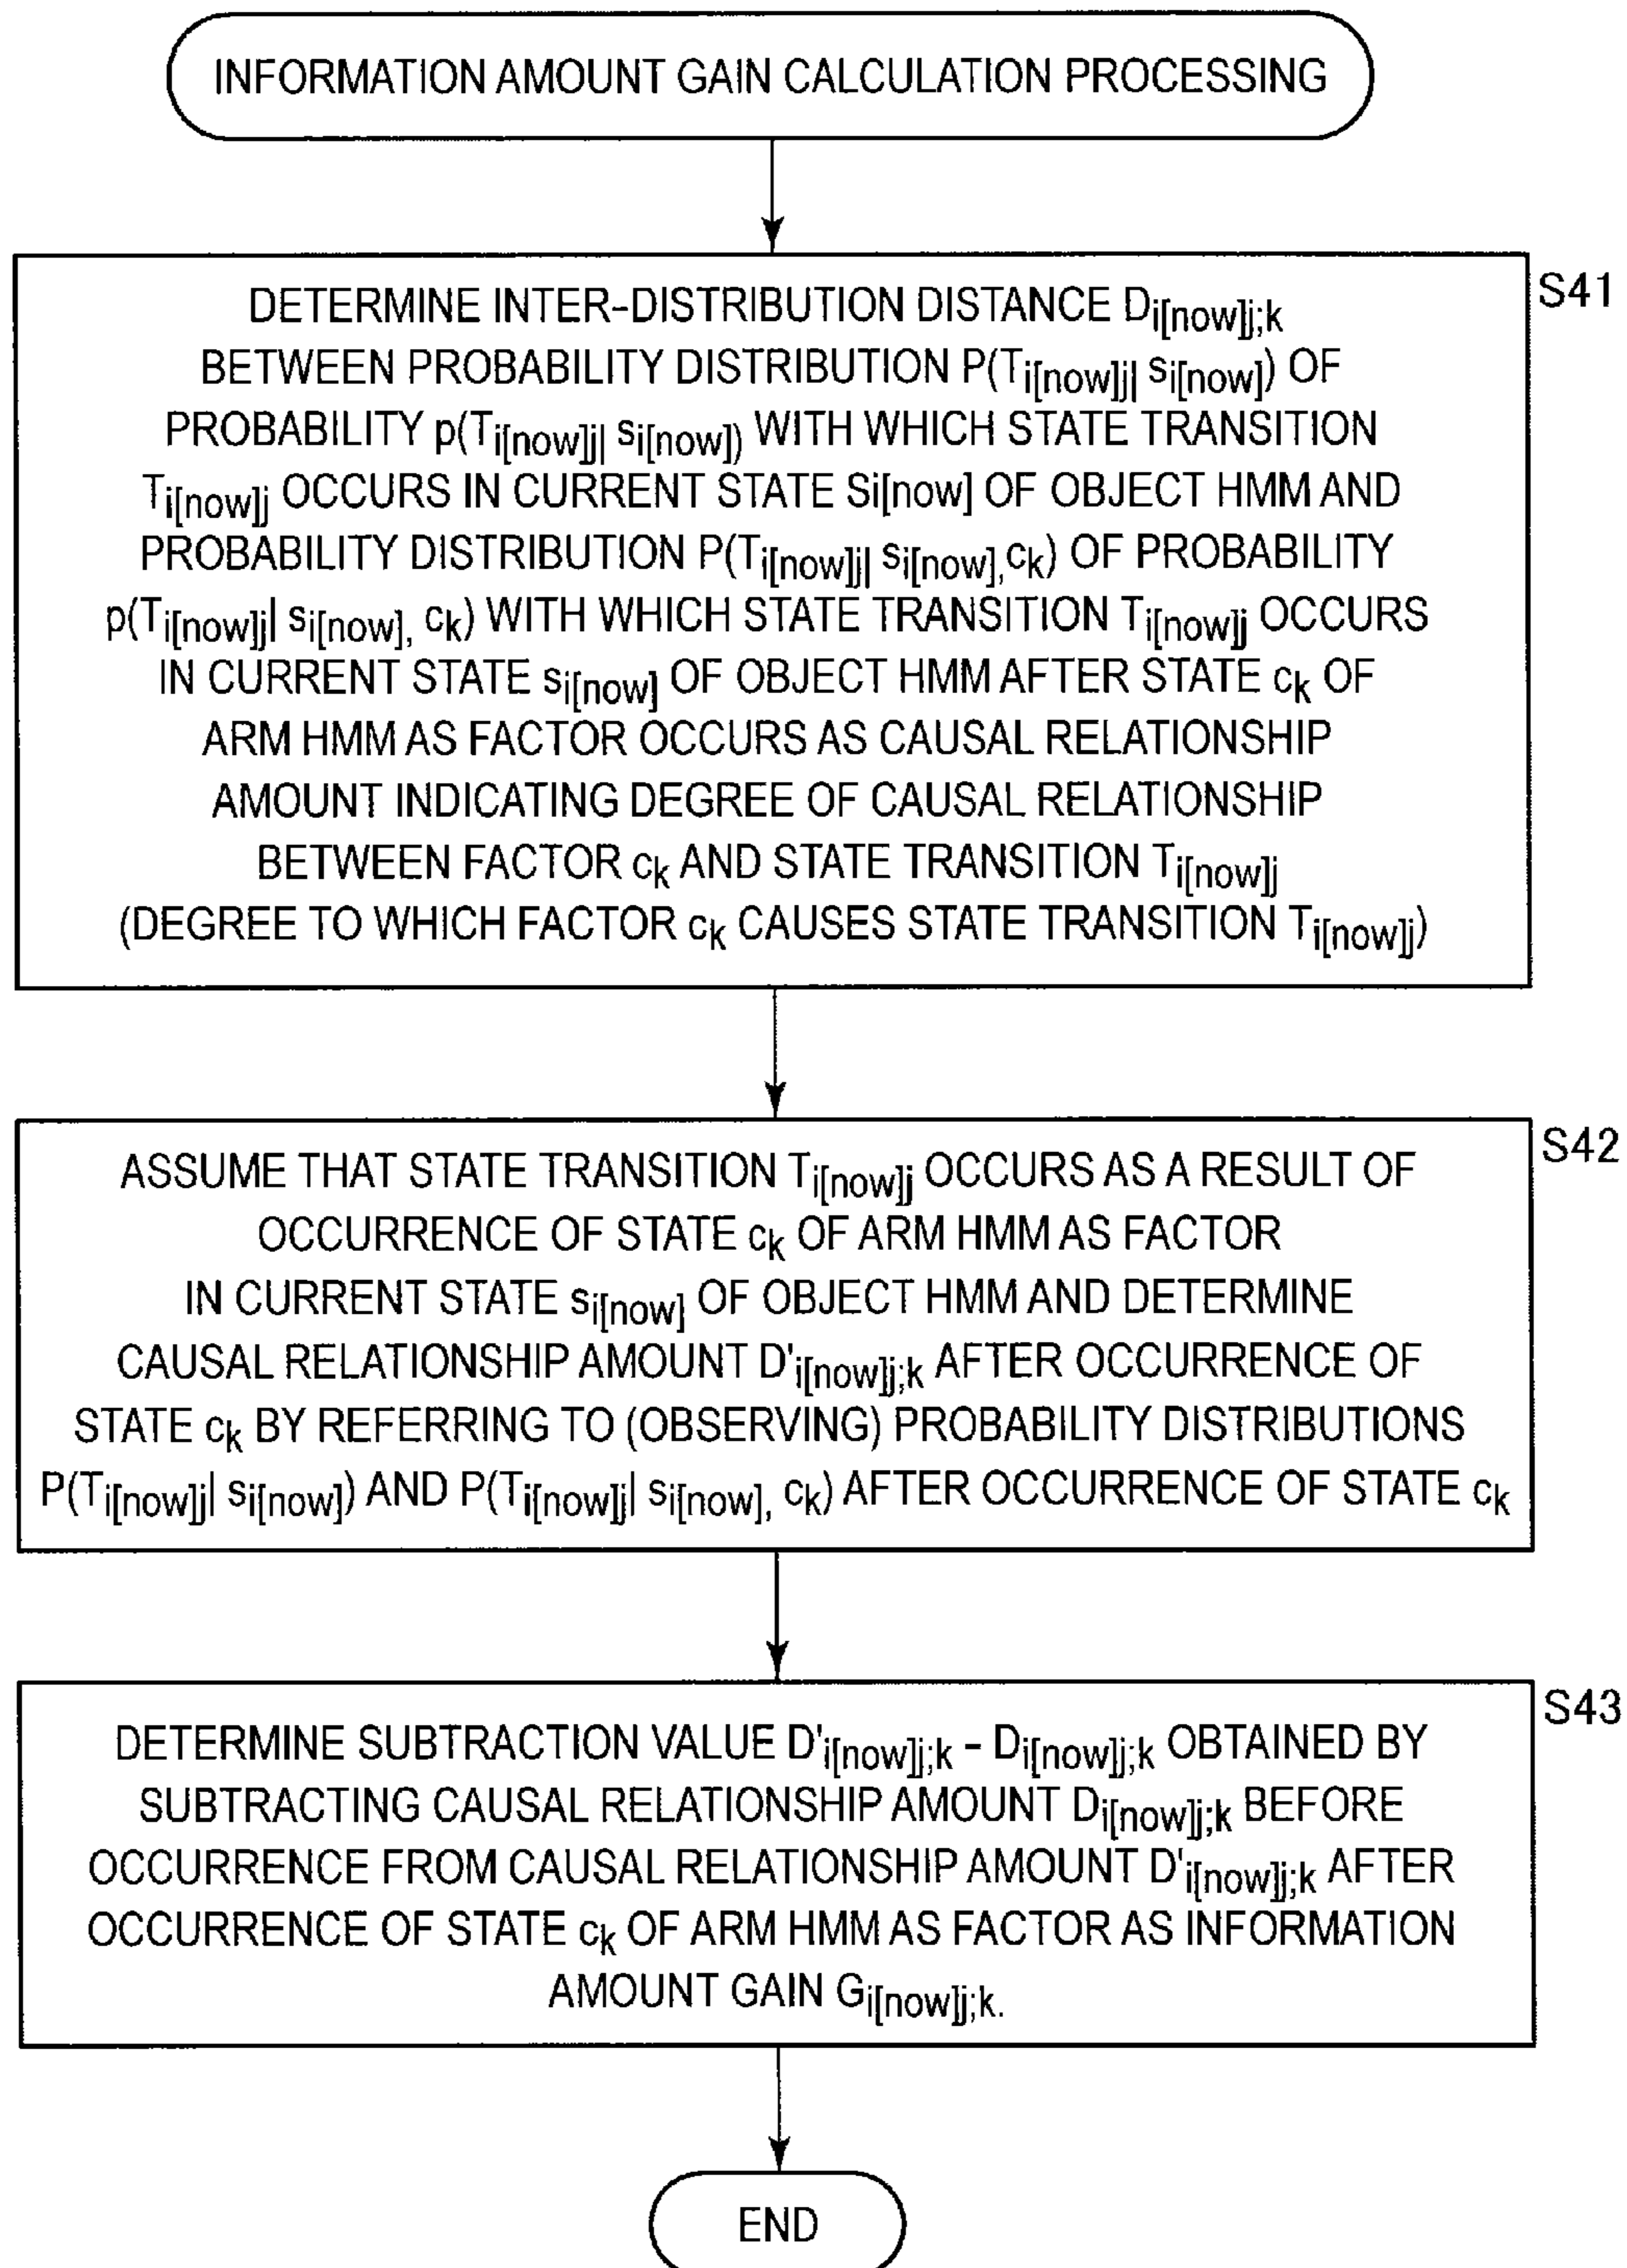 INFORMATION AMOUNT GAIN CALCULATION PROCESSING
S41
DETERMINE INTER-DISTRIBUTION DISTANCE Di[now]j;k
BETWEEN PROBABILITY DISTRIBUTION P(Ti[now]j| si[now]) OF
PROBABILITY p(Ti[now]j| si[now]) WITH WHICH STATE TRANSITION
Ti[now]j OCCURS IN CURRENT STATE Si[now] OF OBJECT HMM AND
PROBABILITY DISTRIBUTION P(Ti[now]j| si[now],ck) OF PROBABILITY
p(Ti[now]j| si[now], ck) WITH WHICH STATE TRANSITION Ti[now]j OCCURS
IN CURRENT STATE si[now] OF OBJECT HMM AFTER STATE ck OF
ARM HMM AS FACTOR OCCURS AS CAUSAL RELATIONSHIP
AMOUNT INDICATING DEGREE OF CAUSAL RELATIONSHIP
BETWEEN FACTOR ck AND STATE TRANSITION Ti[now]j
(DEGREE TO WHICH FACTOR ck CAUSES STATE TRANSITION Ti[now]j)
S42
ASSUME THAT STATE TRANSITION Ti[now]j OCCURS AS A RESULT OF
OCCURRENCE OF STATE ck OF ARM HMM AS FACTOR
IN CURRENT STATE si[now] OF OBJECT HMM AND DETERMINE
CAUSAL RELATIONSHIP AMOUNT D'i[now]j;k AFTER OCCURRENCE OF
STATE ck BY REFERRING TO (OBSERVING) PROBABILITY DISTRIBUTIONS
P(Ti[now]j| si[now]) AND P(Ti[now]j| si[now], ck) AFTER OCCURRENCE OF STATE ck
S43
DETERMINE SUBTRACTION VALUE D'i[now]j;k - Di[now]j;k OBTAINED BY
SUBTRACTING CAUSAL RELATIONSHIP AMOUNT Di[now]j;k BEFORE
OCCURRENCE FROM CAUSAL RELATIONSHIP AMOUNT D'i[now]j;k AFTER
OCCURRENCE OF STATE ck OF ARM HMM AS FACTOR AS INFORMATION
AMOUNT GAIN Gi[now]j;k.
END